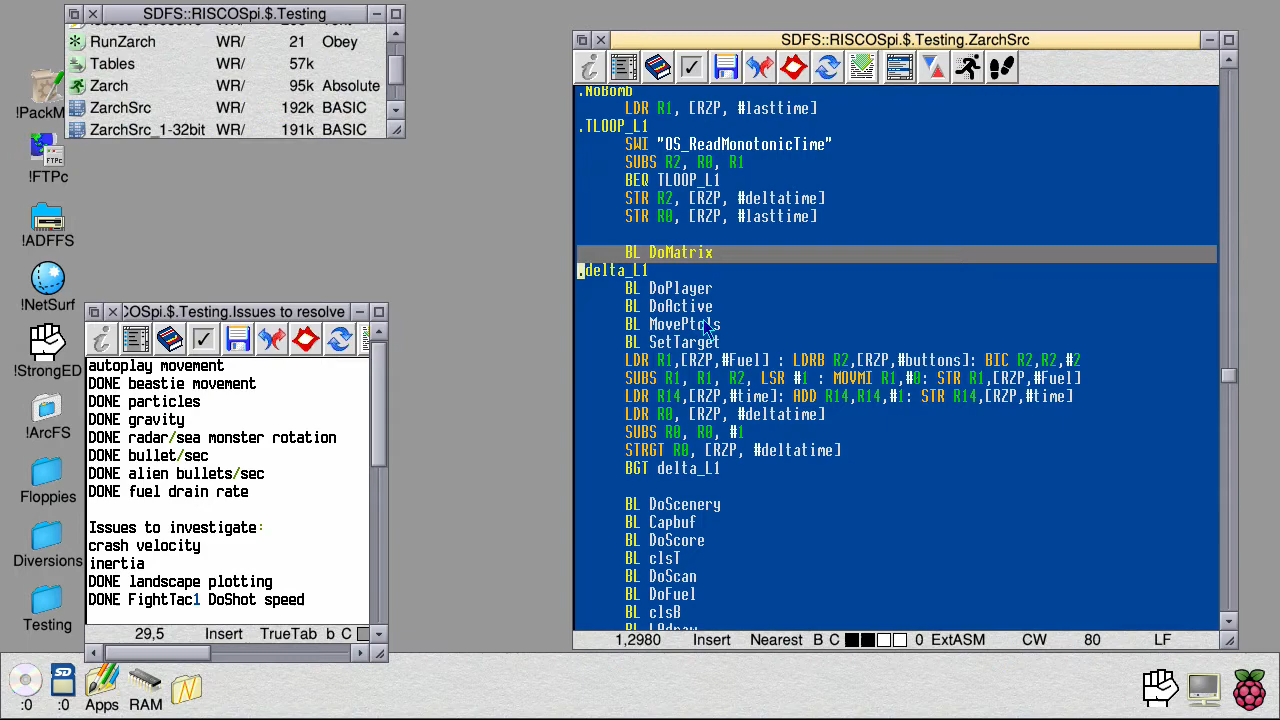 SDFS::RISCOSpi.$.Testing
RunZarch WR/ 21 Obey
Tables WR/ 57k
Zarch WR/ 95k Absolute
ZarchSrc WR/ 192k BASIC
ZarchSrc_1-32bit WR/ 191k BASIC
!PackM
!FTPc
FTPc
!ADFFS
!NetSurf
!StrongED
!ArcFS
Floppies
Diversions
Testing
COSpi.$.Testing.Issues to resolve
autoplay movement
DONE beastie movement
DONE particles
DONE gravity
DONE radar/sea monster rotation
DONE bullet/sec
DONE alien bullets/sec
DONE fuel drain rate
Issues to investigate:
crash velocity
inertia
DONE landscape plotting
DONE FightTac1 DoShot speed
29,5 Insert TrueTab b C
SDFS::RISCOSpi.$.Testing.ZarchSrc
.NoBomb
LDR R1, [RZP, #lasttime]
.TLOOP_L1
SWI "OS_ReadMonotonicTime"
SUBS R2, R0, R1
BEQ TLOOP_L1
STR R2, [RZP, #deltatime]
STR R0, [RZP, #lasttime]
BL DoMatrix
.delta_L1
BL DoPlayer
BL DoActive
BL MovePtcls
BL SetTarget
LDR R1,[RZP,#Fuel] : LDRB R2,[RZP,#buttons]: BIC R2,R2,#2
SUBS R1, R1, R2, LSR #1 : MOVMI R1,#0: STR R1,[RZP,#Fuel]
LDR R14,[RZP,#time]: ADD R14,R14,#1: STR R14,[RZP,#time]
LDR R0, [RZP, #deltatime]
SUBS R0, R0, #1
STRGT R0, [RZP, #deltatime]
BGT delta_L1
BL DoScenery
BL Capbuf
BL DoScore
BL clsT
BL DoScan
BL DoFuel
BL clsB
1,2980 Insert Nearest B C 0 ExtASM CW 80 LF
:0
:0
Apps
RAM
SD